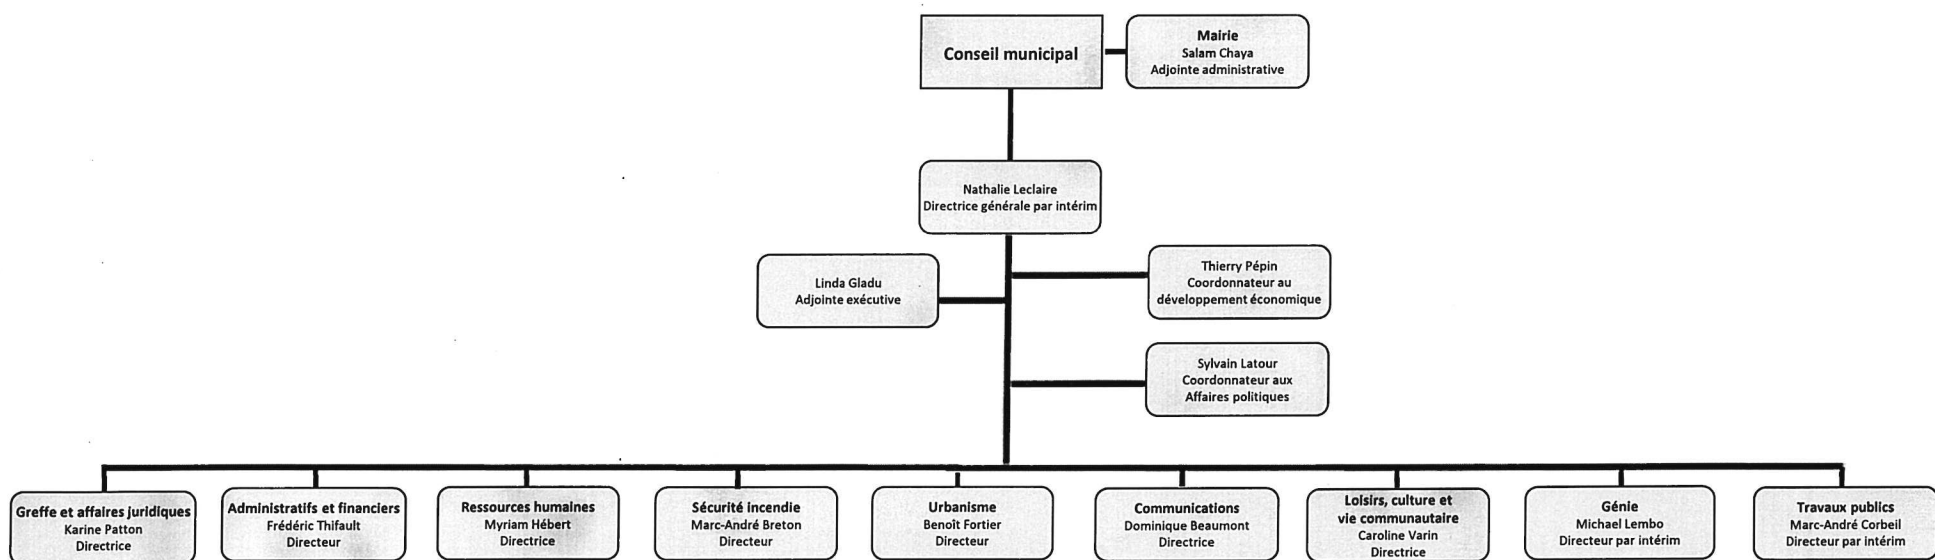 Conseil municipal
Mairie
Salam Chaya
Adjointe administrative
Nathalie Leclaire
Directrice générale par intérim
Linda Gladu
Adjointe exécutive
Thierry Pépin
Coordonnateur au
développement économique
Sylvain Latour
Coordonnateur aux
Affaires politiques
Greffe et affaires juridiques
Karine Patton
Directrice
Administratifs et financiers
Frédéric Thifault
Directeur
Ressources humaines
Myriam Hébert
Directrice
Sécurité incendie
Marc-André Breton
Directeur
Urbanisme
Benoît Fortier
Directeur
Communications
Dominique Beaumont
Directrice
Loisirs, culture et
vie communautaire
Caroline Varin
Directrice
Génie
Michael Lembo
Directeur par intérim
Travaux publics
Marc-André Corbeil
Directeur par intérim